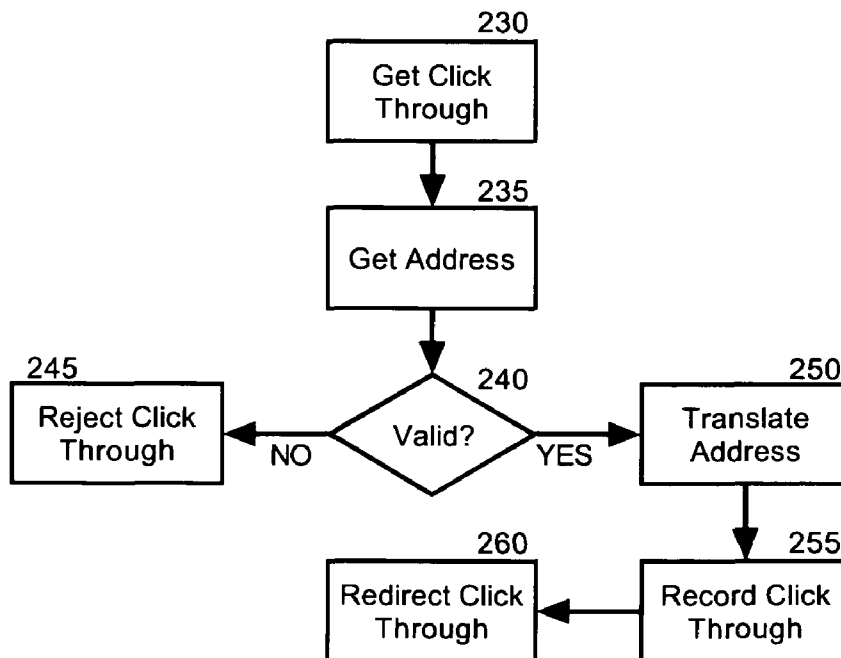 230
Get Click
Through
235
Get Address
240
Valid?
245
Reject Click
Through
NO
YES
250
Translate
Address
255
Record Click
Through
260
Redirect Click
Through